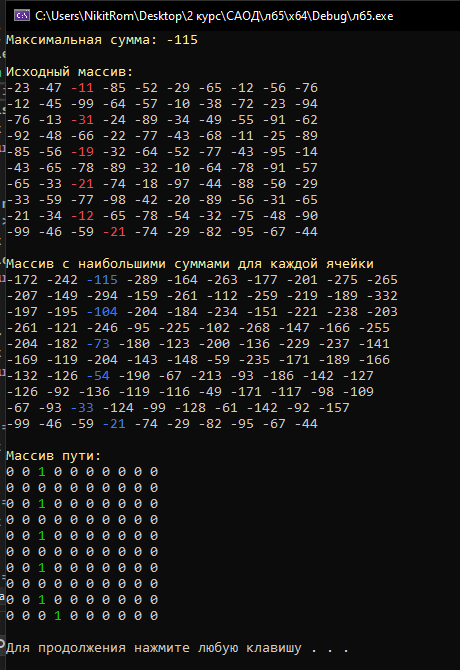 C:\Users\NikitRom\Desktop\2 курс\САОД\л65\x64\Debug\л65.exe
Максимальная сумма: -115
Исходный массив:
-23 -47 -11 -85 -52 -29 -65 -12 -56 -76
-12 -45 -99 -64 -57 -10 -38 -72 -23 -94
-76 -13 -31 -24 -89 -34 -49 -55 -91 -62
-92 -48 -66 -22 -77 -43 -68 -11 -25 -89
-85 -56 -19 -32 -64 -52 -77 -43 -95 -14
-43 -65 -78 -89 -32 -10 -64 -78 -91 -57
-65 -33 -21 -74 -18 -97 -44 -88 -50 -29
-33 -59 -77 -98 -42 -20 -89 -56 -31 -65
-21 -34 -12 -65 -78 -54 -32 -75 -48 -90
-99 -46 -59 -21 -74 -29 -82 -95 -67 -44
Массив с наибольшими суммами для каждой ячейки
-172 -242 -115 -289 -164 -263 -177 -201 -275 -265
-207 -149 -294 -159 -261 -112 -259 -219 -189 -332
-197 -195 -104 -204 -184 -234 -151 -221 -238 -203
-261 -121 -246 -95 -225 -102 -268 -147 -166 -255
-204 -182 -73 -180 -123 -200 -136 -229 -237 -141
-169 -119 -204 -143 -148 -59 -235 -171 -189 -166
-132 -126 -54 -190 -67 -213 -93 -186 -142 -127
-126 -92 -136 -119 -116 -49 -171 -117 -98 -109
-67 -93 -33 -124 -99 -128 -61 -142 -92 -157
-99 -46 -59 -21 -74 -29 -82 -95 -67 -44
Массив пути:
0 0 1 0 0 0 0 0 0 0
0 0 0 0 0 0 0 0 0 0
0 0 1 0 0 0 0 0 0 0
0 0 0 0 0 0 0 0 0 0
0 0 1 0 0 0 0 0 0 0
0 0 0 0 0 0 0 0 0 0
0 0 1 0 0 0 0 0 0 0
0 0 0 0 0 0 0 0 0 0
0 0 1 0 0 0 0 0 0 0
0 0 0 1 0 0 0 0 0 0
Для продолжения нажмите любую клавишу . . .